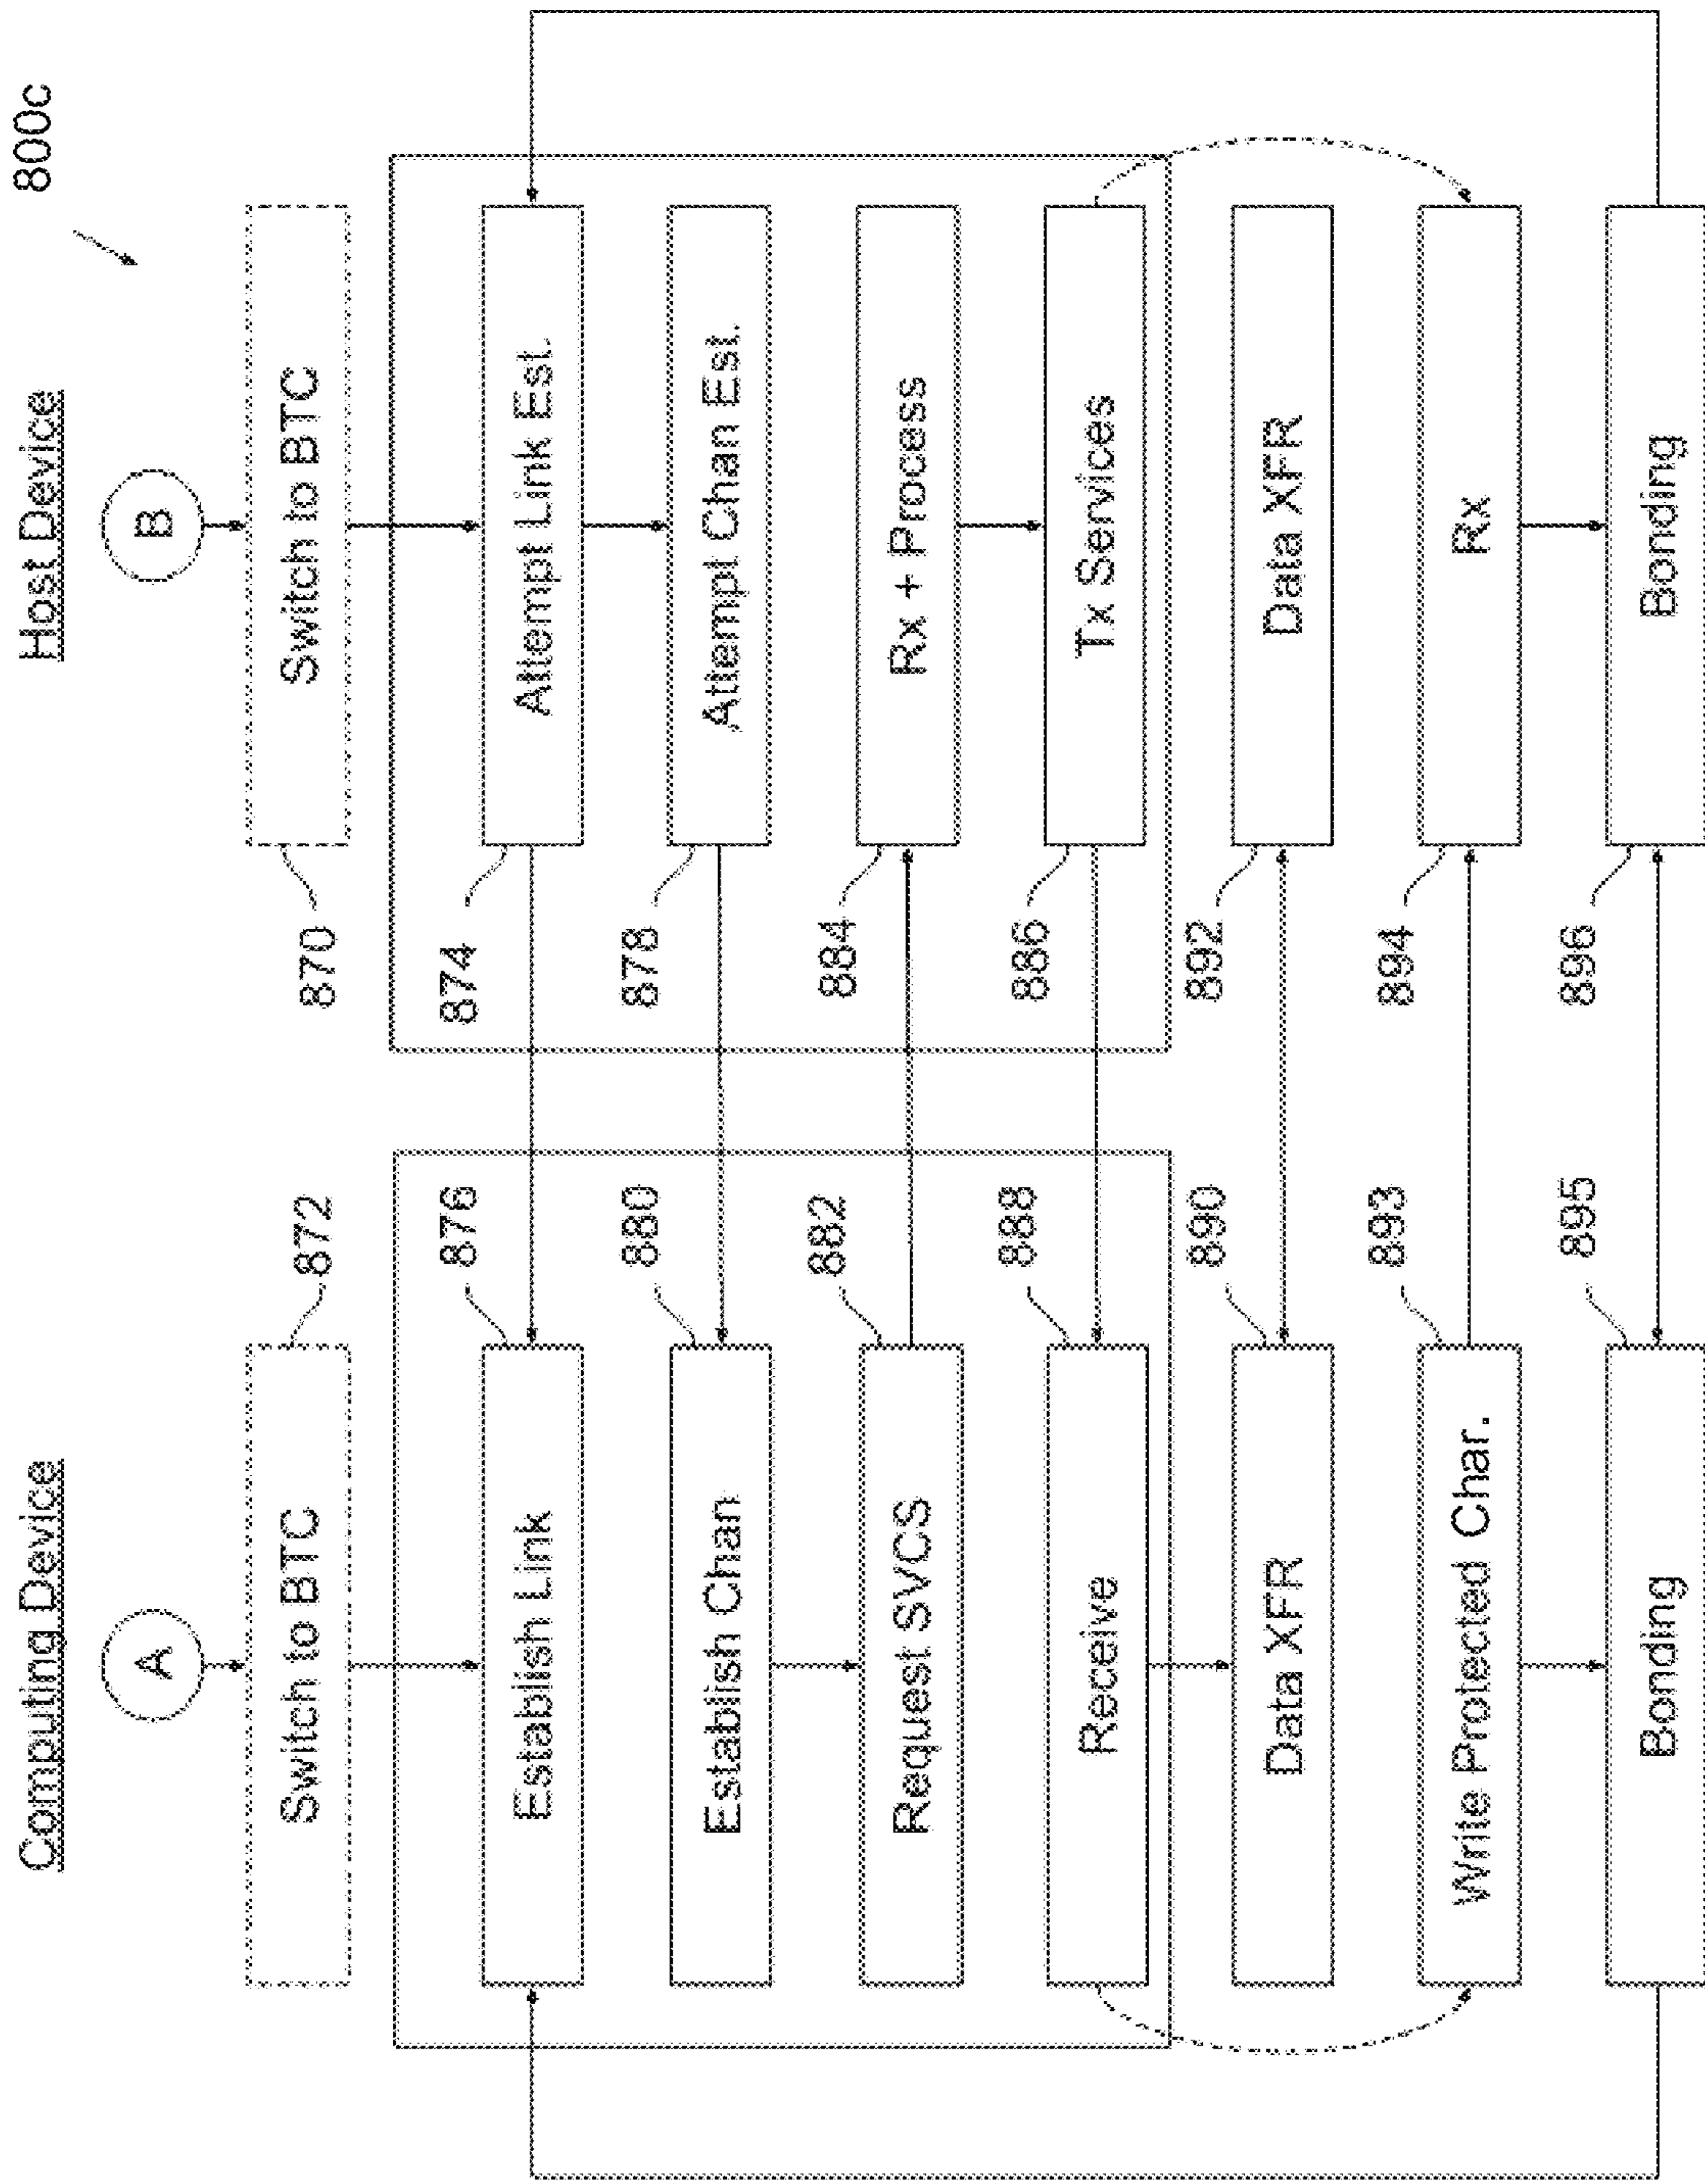 800c
Computing Device
Host Device
A
B
Switch to BTC
872
870
Switch to BTC
Establish Link
876
874
Attempt Link Est.
Establish Chan
880
878
Attempt Chan Est.
Request SVCS
882
884
Rx + Process
Receive
888
886
Tx Services
Data XFR
890
892
Data XFR
Write Protected Char.
893
894
Rx
Bonding
895
896
Bonding